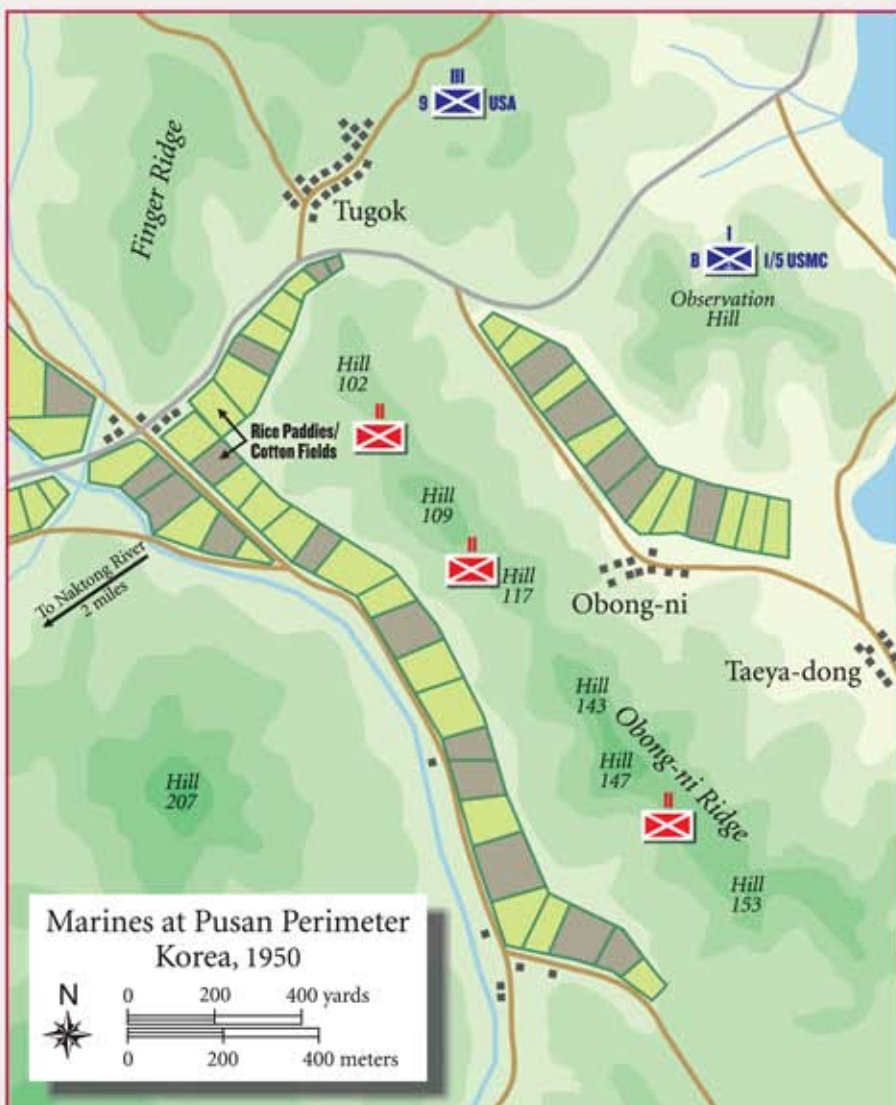 III
9 USA
Finger Ridge
Tugok
I
B I/5 USMC
Observation
Hill
Hill
102
II
Rice Paddies/
Cotton Fields
Hill
109
II
Hill
117
Obong-ni
To Naktong River
2 miles
Taeya-dong
Hill
143
Obong-ni Ridge
Hill
147
Hill
207
II
Hill
153
Marines at Pusan Perimeter
Korea, 1950
N
0 200 400 yards
0 200 400 meters